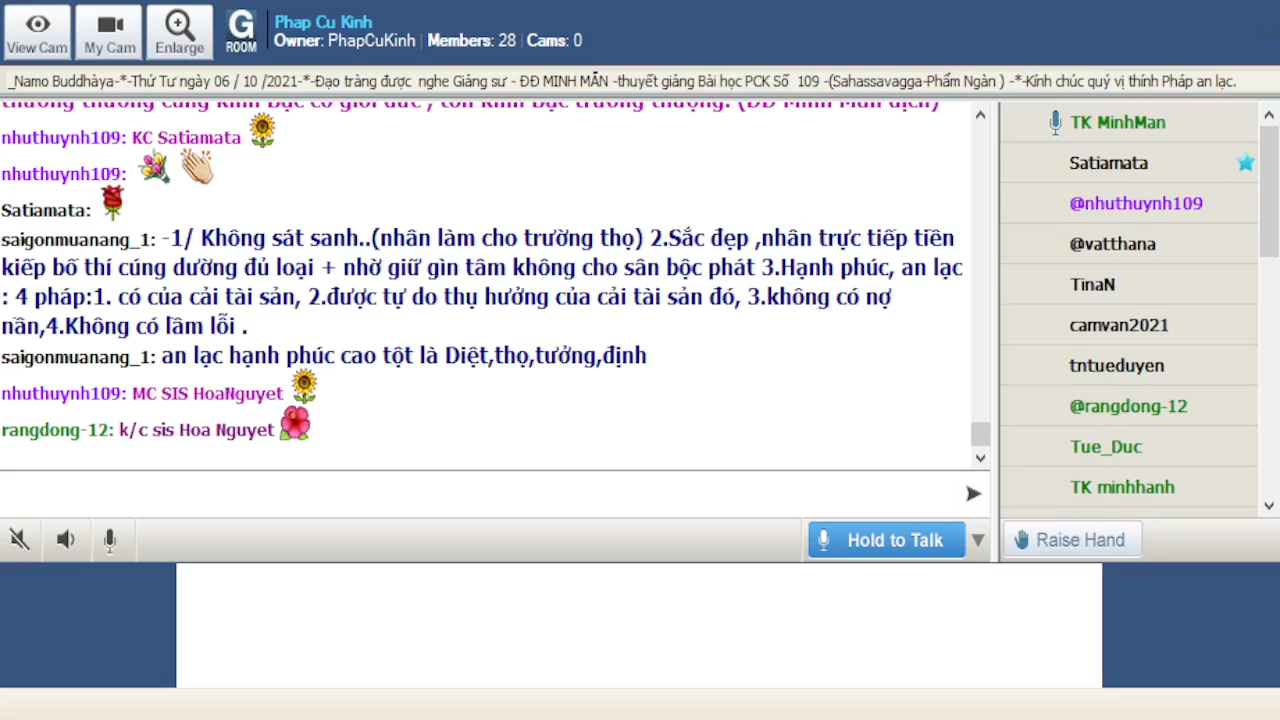 View Cam
My Cam
Enlarge
G
ROOM
Phap Cu Kinh
Owner: PhapCuKinh | Members: 28 | Cams: 0
_Namo Buddhàya-*-Thứ Tư ngày 06 / 10 /2021-*-Đạo tràng được nghe Giảng sư - ĐĐ MINH MẪN -thuyết giảng Bài học PCK Số 109 -(Sahassavagga-Phẩm Ngàn ) -*-Kính chúc quý vị thính Pháp an lạc.
nhuthuynh109: KC Satiamata
nhuthuynh109:
Satiamata:
saigonmuanang_1: -1/ Không sát sanh..(nhân làm cho trường thọ) 2.Sắc đẹp ,nhân trực tiếp tiền
kiếp bố thí cúng dường đủ loại + nhờ giữ gìn tâm không cho sân bộc phát 3.Hạnh phúc, an lạc
: 4 pháp:1. có của cải tài sản, 2.được tự do thụ hưởng của cải tài sản đó, 3.không có nợ
nần,4.Không có lầm lỗi .
saigonmuanang_1: an lạc hạnh phúc cao tột là Diệt,thọ,tưởng,định
nhuthuynh109: MC SIS HoaNguyet
rangdong-12: k/c sis Hoa Nguyet
TK MinhMan
Satiamata
@nhuthuynh109
@vatthana
TinaN
camvan2021
tntueduyen
@rangdong-12
Tue_Duc
TK minhhanh
Hold to Talk
Raise Hand